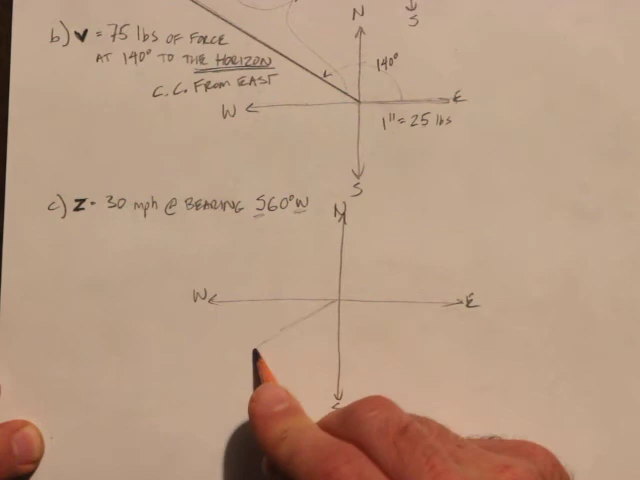 N
S
b) V = 75 lbs OF FORCE
AT 140° TO THE HORIZON
C.C. FROM EAST
140°
W
E
1" = 25 lbs
S
c) Z = 30 mph @ BEARING S60°W
N
W
E